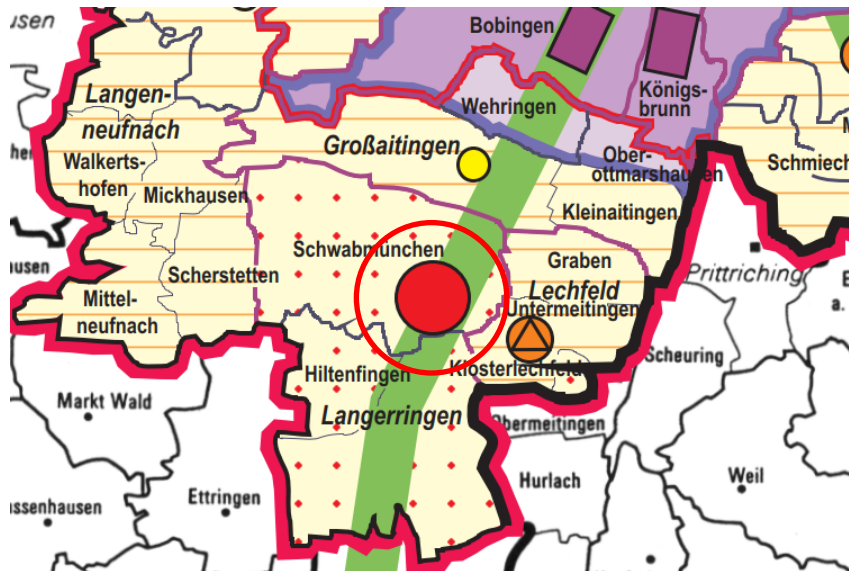 Bobingen
Königs-
brunn
Wehringen
Langen-
neufnach
Großaitingen
Ober-
ottmarshausen
Walkerts-
hofen
Schmiech
Mickhausen
Kleinaitingen
Schwabmünchen
Graben
Scherstetten
Prittriching
Lechfeld
Mittel-
neufnach
Untermeitingen
a.
Scheuring
Hiltenfingen
Klosterlechfeld
Markt Wald
Langerringen
Obermeitingen
Hurlach
Weil
Ettringen
ssenhausen